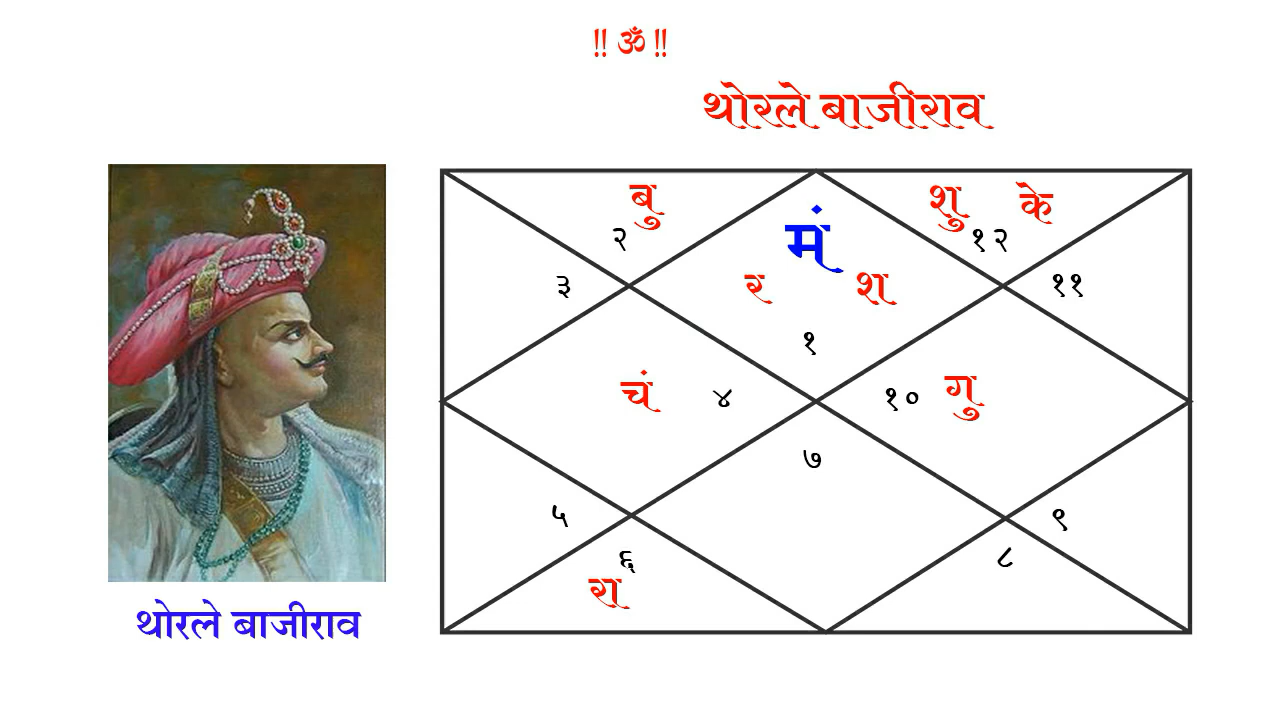 !! ॐ !!
थोरले बाजीराव
बु
शु के
मं
२
१२
३
र
श
११
१
चं ४
१० गु
७
५
९
६
८
रा
थोरले बाजीराव